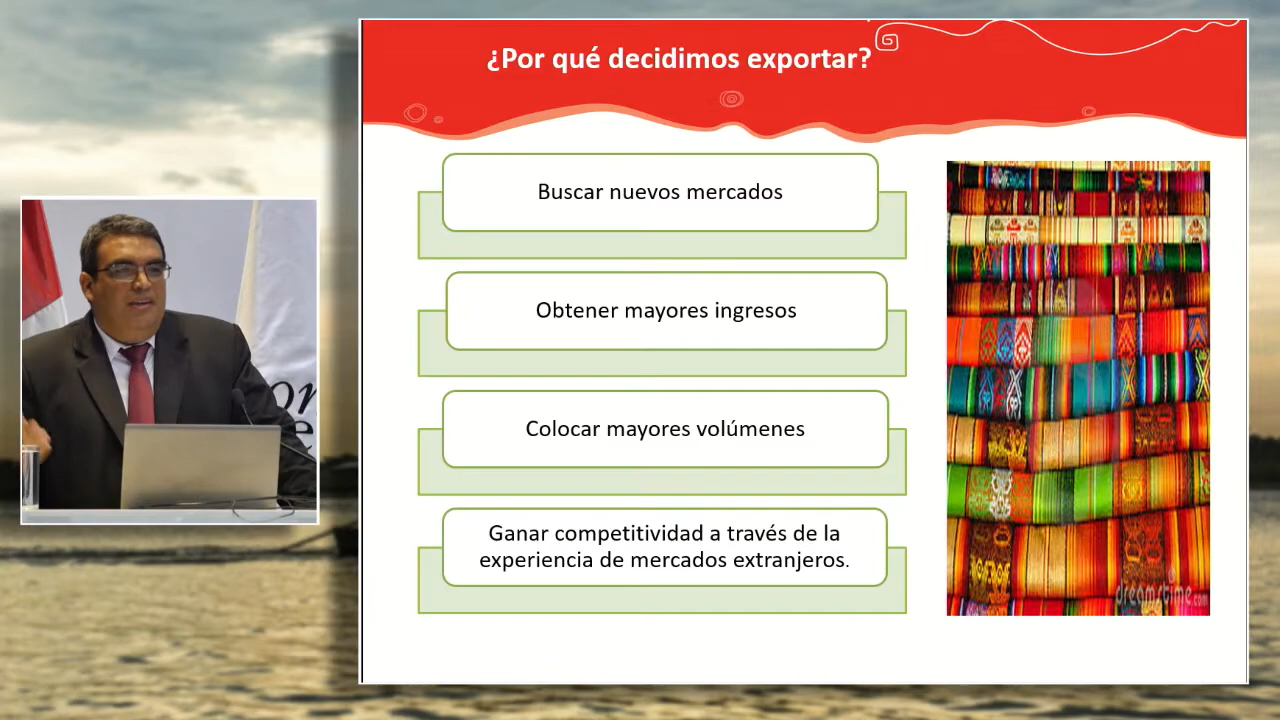 ¿Por qué decidimos exportar?
Buscar nuevos mercados
Obtener mayores ingresos
Colocar mayores volúmenes
Ganar competitividad a través de la
experiencia de mercados extranjeros.
dreamstime.com